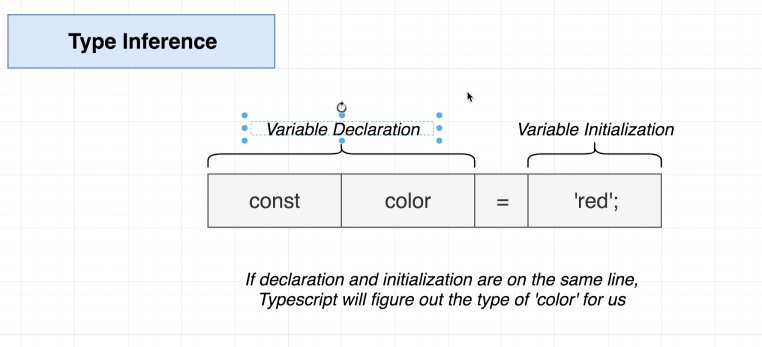 Type Inference
Variable Declaration
Variable Initialization
const color = 'red';
If declaration and initialization are on the same line,
Typescript will figure out the type of 'color' for us